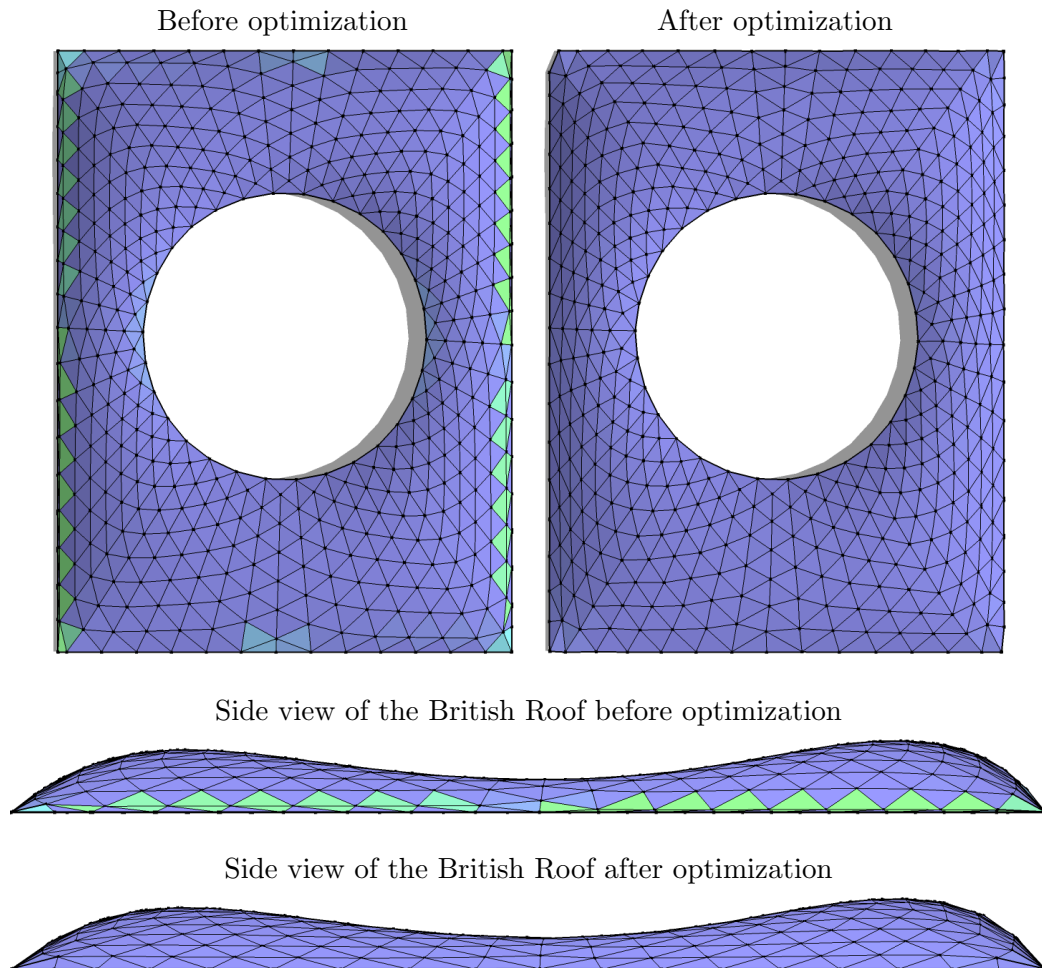 Before optimization
After optimization
Side view of the British Roof before optimization
Side view of the British Roof after optimization